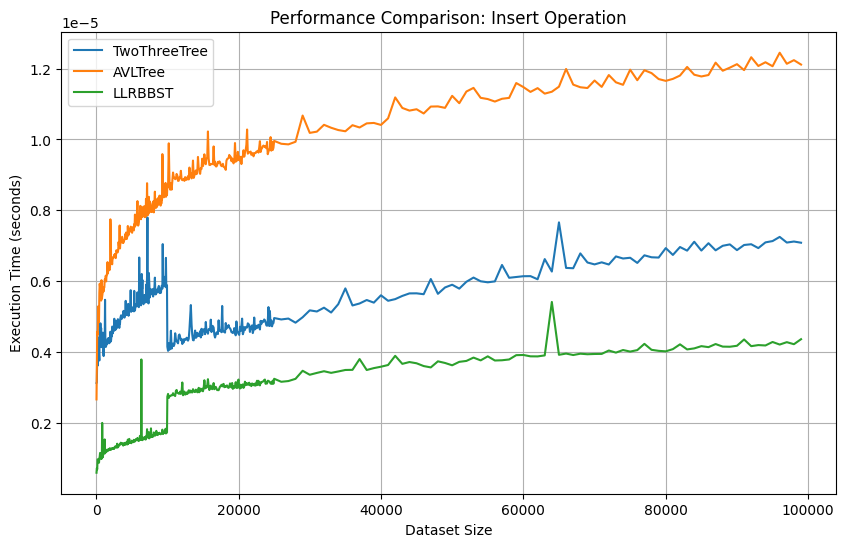 Performance Comparison: Insert Operation
1e−5
TwoThreeTree
AVLTree
LLRBBST
1.2
1.0
0.8
0.6
0.4
0.2
Execution Time (seconds)
0
20000
40000
60000
80000
100000
Dataset Size